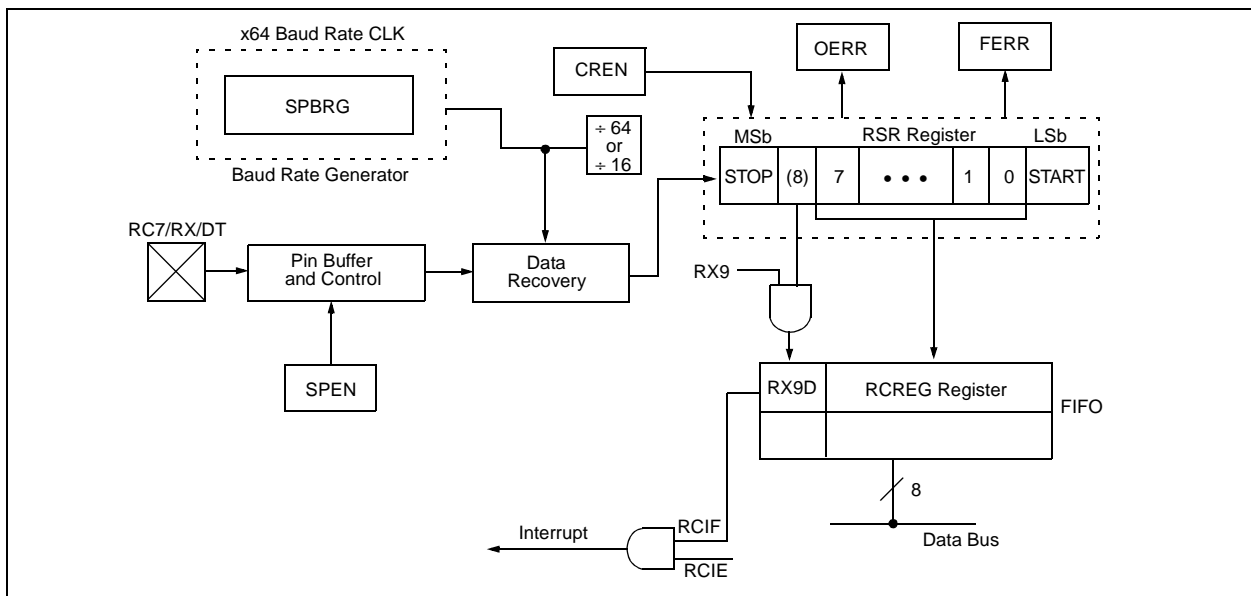 x64 Baud Rate CLK
SPBRG
Baud Rate Generator
CREN
OERR
FERR
÷ 64
or
÷ 16
MSb
RSR Register
LSb
STOP
(8)
7
• • •
1
0
START
RC7/RX/DT
Pin Buffer
and Control
Data
Recovery
RX9
SPEN
RX9D
RCREG Register
FIFO
8
Interrupt
RCIF
RCIE
Data Bus